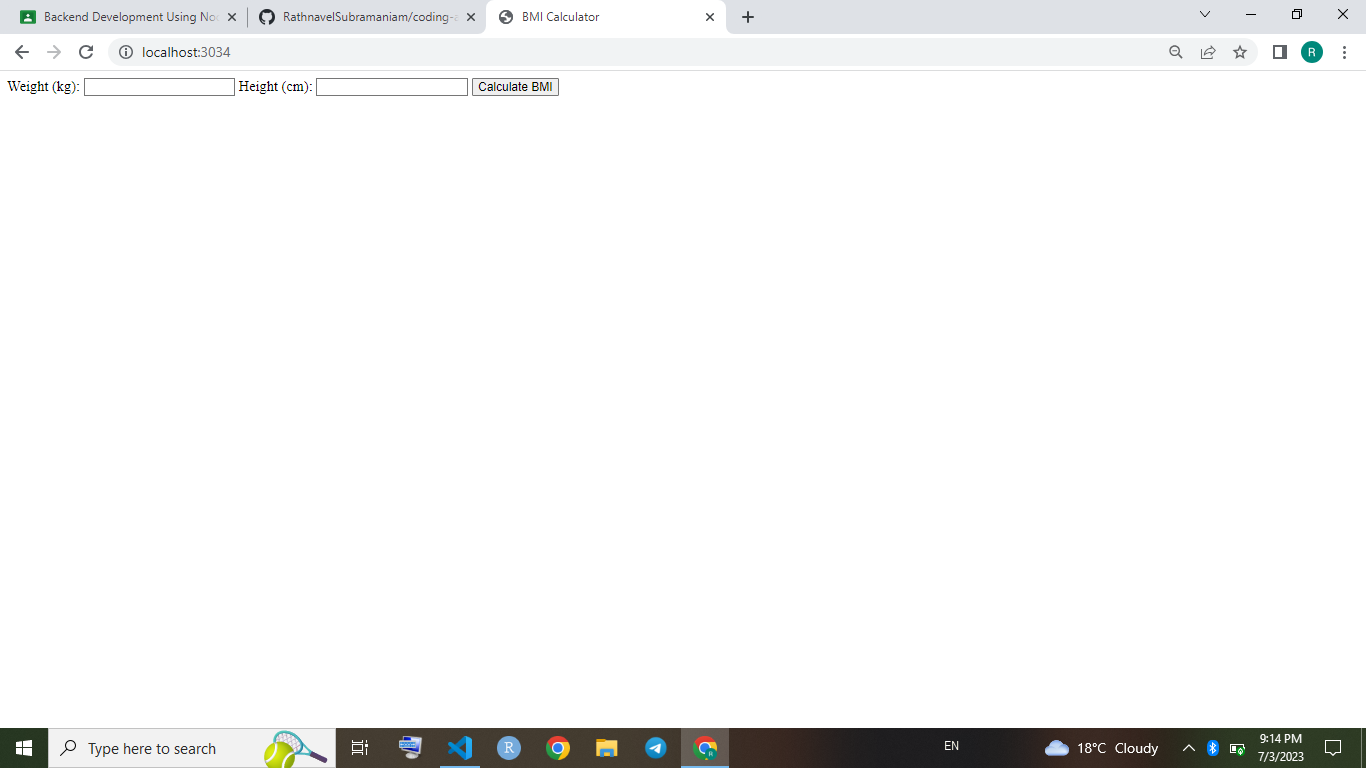 Backend Development Using No
RathnavelSubramaniam/coding-a
BMI Calculator
localhost:3034
R
Weight (kg):
Height (cm):
Calculate BMI
Type here to search
R
R
EN
18°C Cloudy
9:14 PM
7/3/2023